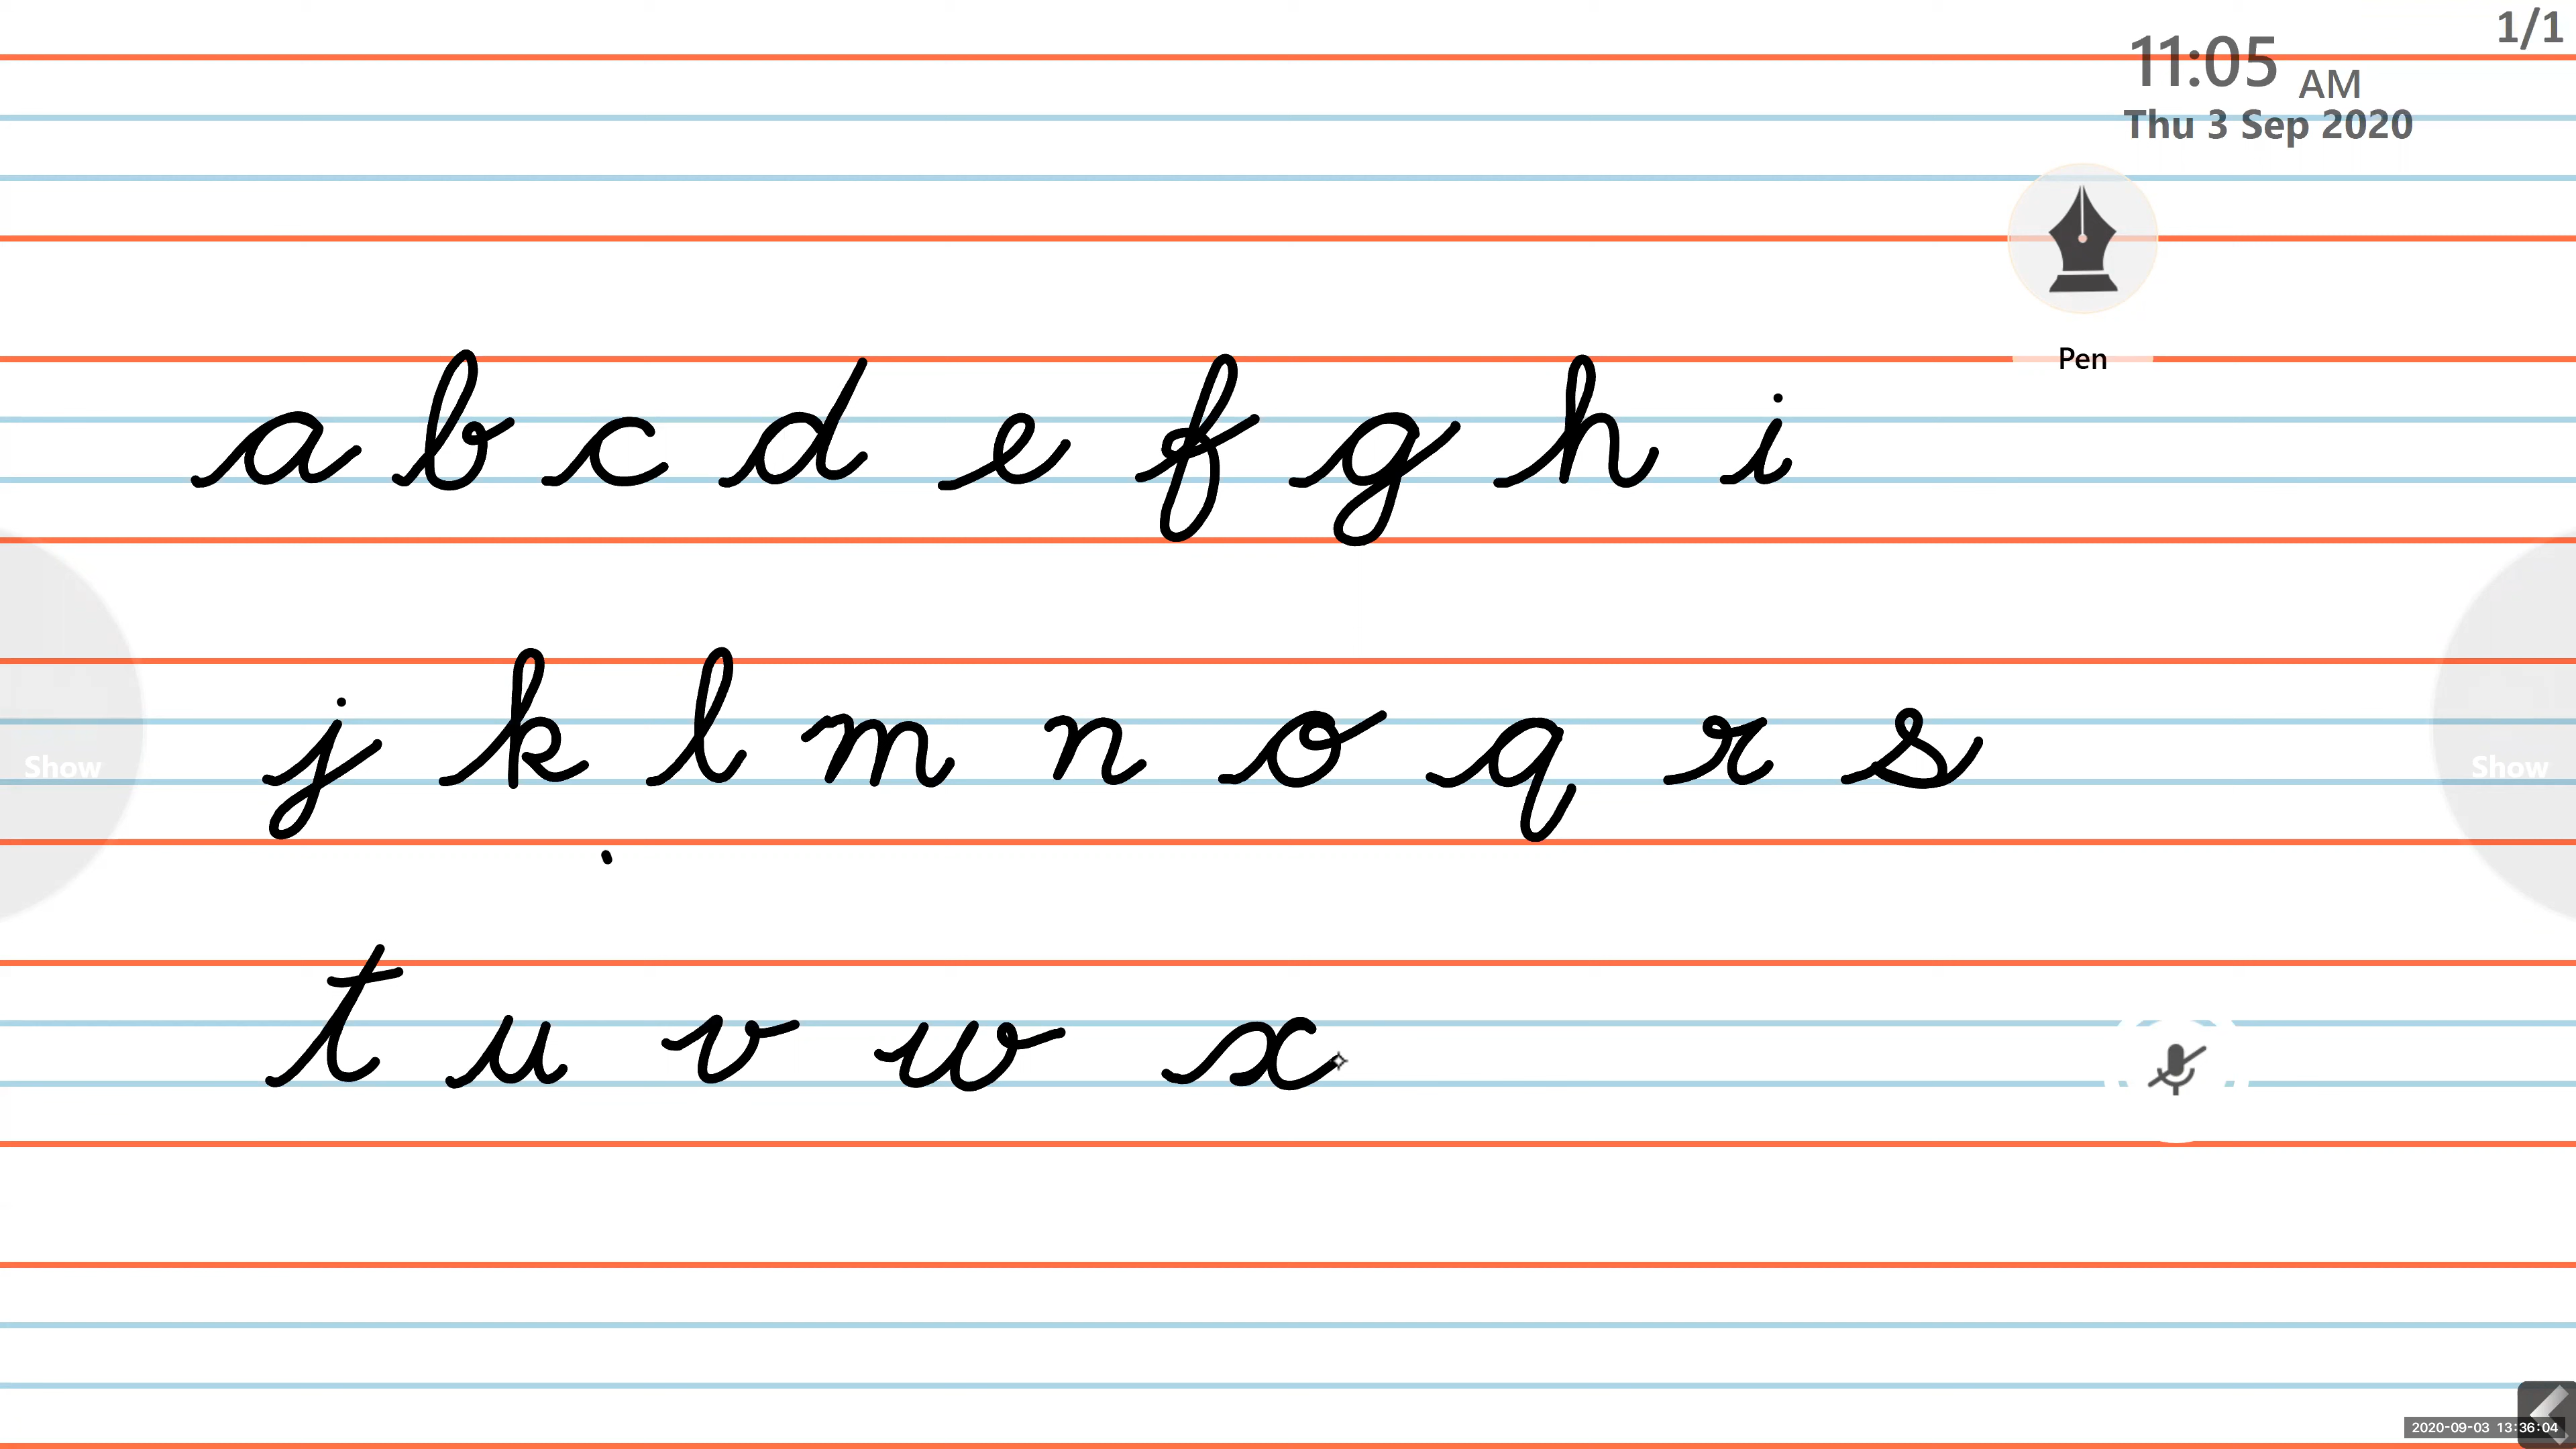 1/1
11:05 AM
Thu 3 Sep 2020
Pen
a b c d e f g h i
Show
j k l m n o q r s
Show
t u v w x
2020-09-03 13:36:04